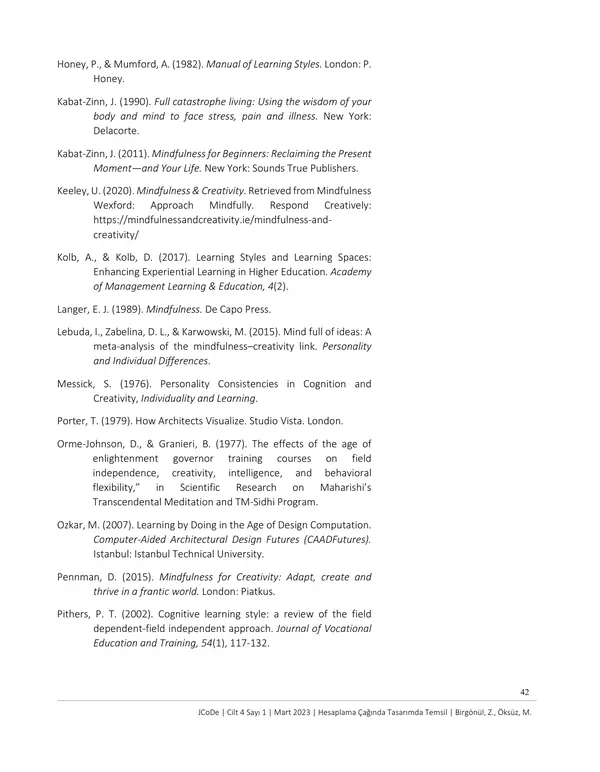 Honey, P., & Mumford, A. (1982). Manual of Learning Styles. London: P.
Honey.
Kabat-Zinn, J. (1990). Full catastrophe living: Using the wisdom of your
body and mind to face stress, pain and illness. New York:
Delacorte.
Kabat-Zinn, J. (2011). Mindfulness for Beginners: Reclaiming the Present
Moment—and Your Life. New York: Sounds True Publishers.
Keeley, U. (2020). Mindfulness & Creativity. Retrieved from Mindfulness
Wexford: Approach Mindfully. Respond Creatively:
https://mindfulnessandcreativity.ie/mindfulness-and-
creativity/
Kolb, A., & Kolb, D. (2017). Learning Styles and Learning Spaces:
Enhancing Experiential Learning in Higher Education. Academy
of Management Learning & Education, 4(2).
Langer, E. J. (1989). Mindfulness. De Capo Press.
Lebuda, I., Zabelina, D. L., & Karwowski, M. (2015). Mind full of ideas: A
meta-analysis of the mindfulness–creativity link. Personality
and Individual Differences.
Messick, S. (1976). Personality Consistencies in Cognition and
Creativity, Individuality and Learning.
Porter, T. (1979). How Architects Visualize. Studio Vista. London.
Orme-Johnson, D., & Granieri, B. (1977). The effects of the age of
enlightenment governor training courses on field
independence, creativity, intelligence, and behavioral
flexibility,” in Scientific Research on Maharishi’s
Transcendental Meditation and TM-Sidhi Program.
Ozkar, M. (2007). Learning by Doing in the Age of Design Computation.
Computer-Aided Architectural Design Futures (CAADFutures).
Istanbul: Istanbul Technical University.
Pennman, D. (2015). Mindfulness for Creativity: Adapt, create and
thrive in a frantic world. London: Piatkus.
Pithers, P. T. (2002). Cognitive learning style: a review of the field
dependent-field independent approach. Journal of Vocational
Education and Training, 54(1), 117-132.
42
JCoDe | Cilt 4 Sayı 1 | Mart 2023 | Hesaplama Çağında Tasarımda Temsil | Birgönül, Z., Öksüz, M.